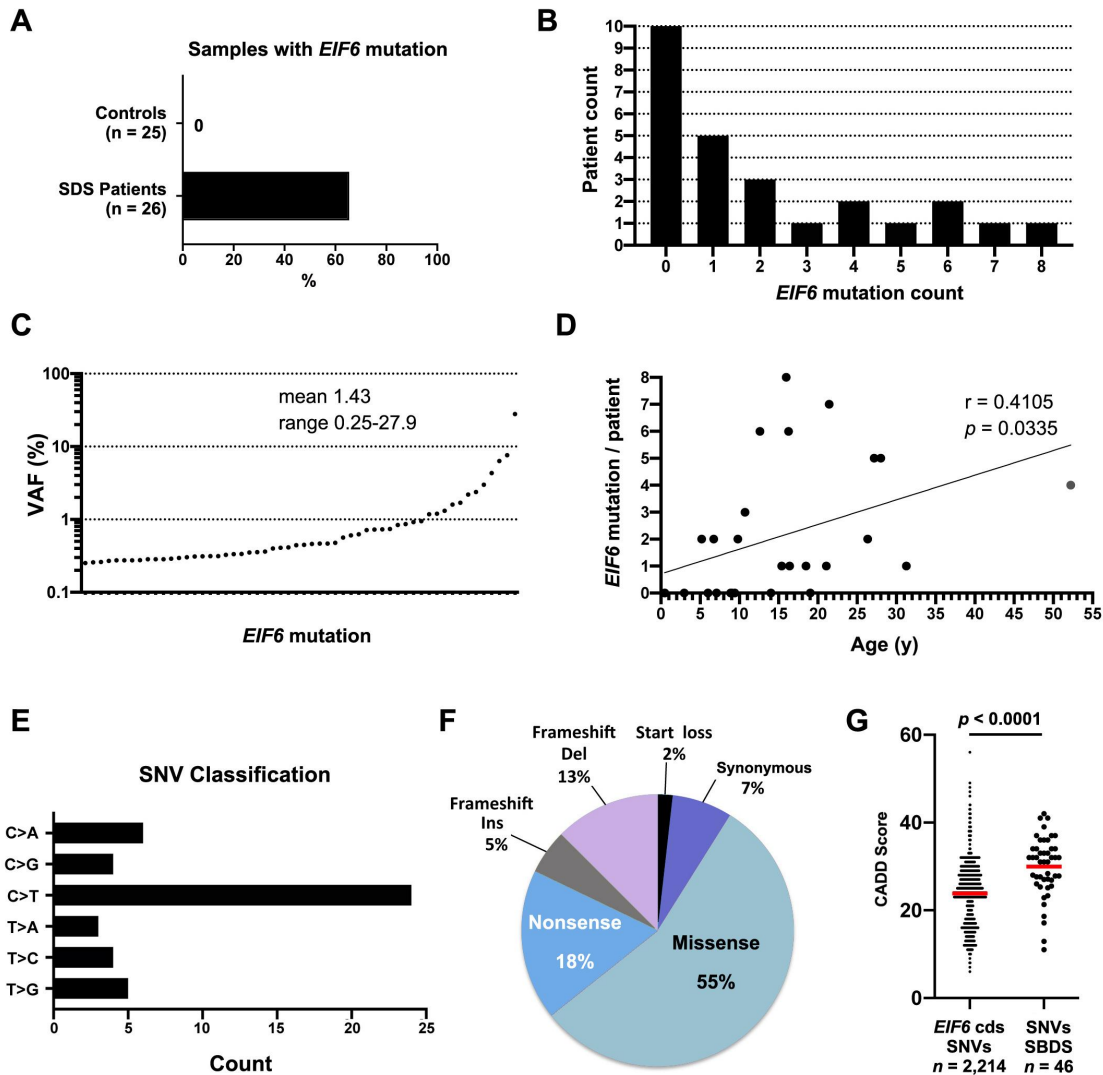 A
Samples with EIF6 mutation
Controls
(n = 25)
0
SDS Patients
(n = 26)
0 20 40 60 80 100
%
B
Patient count
10
9
8
7
6
5
4
3
2
1
0
0 1 2 3 4 5 6 7 8
EIF6 mutation count
C
VAF (%)
100
10
1
0.1
mean 1.43
range 0.25-27.9
EIF6 mutation
D
EIF6 mutation / patient
8
7
6
5
4
3
2
1
0
r = 0.4105
p = 0.0335
0 5 10 15 20 25 30 35 40 45 50 55
Age (y)
E
SNV Classification
C>A
C>G
C>T
T>A
T>C
T>G
0 5 10 15 20 25
Count
F
Start loss
2%
Synonymous
7%
Missense
55%
Nonsense
18%
Frameshift
Ins
5%
Frameshift
Del
13%
G
p < 0.0001
CADD Score
60
40
20
0
EIF6 cds
SNVs
n = 2,214
SNVs
SBDS
n = 46